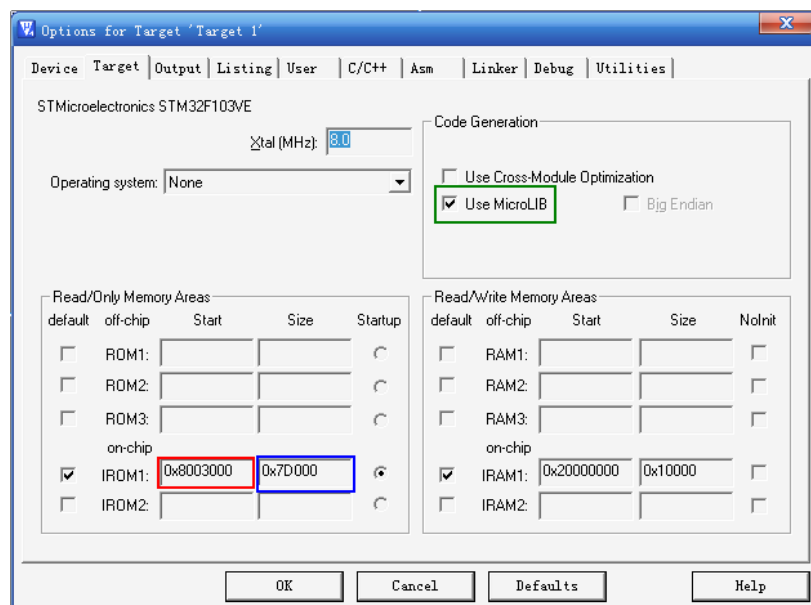 Options for Target 'Target 1'
Device Target Output Listing User C/C++ Asm Linker Debug Utilities
STMicroelectronics STM32F103VE
Xtal (MHz): 8.0
Operating system: None
Code Generation
Use Cross-Module Optimization
Use MicroLIB Big Endian
Read/Only Memory Areas
default off-chip Start Size Startup
ROM1:
ROM2:
ROM3:
on-chip
IROM1: 0x8003000 0x7D000
IROM2:
Read/Write Memory Areas
default off-chip Start Size NoInit
RAM1:
RAM2:
RAM3:
on-chip
IRAM1: 0x20000000 0x10000
IRAM2:
OK Cancel Defaults Help